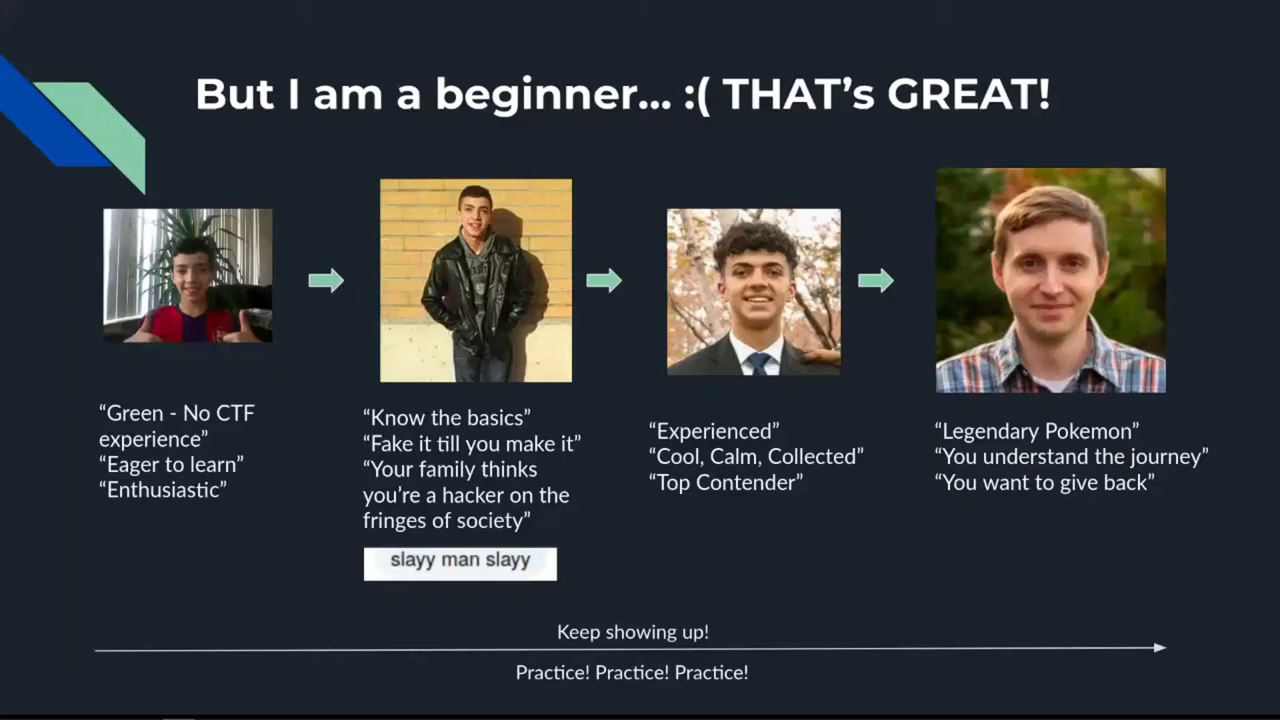 But I am a beginner... :( THAT’s GREAT!
“Green - No CTF
experience”
“Eager to learn”
“Enthusiastic”
“Know the basics”
“Fake it till you make it”
“Your family thinks
you’re a hacker on the
fringes of society”
slayy man slayy
“Experienced”
“Cool, Calm, Collected”
“Top Contender”
“Legendary Pokemon”
“You understand the journey”
“You want to give back”
Keep showing up!
Practice! Practice! Practice!